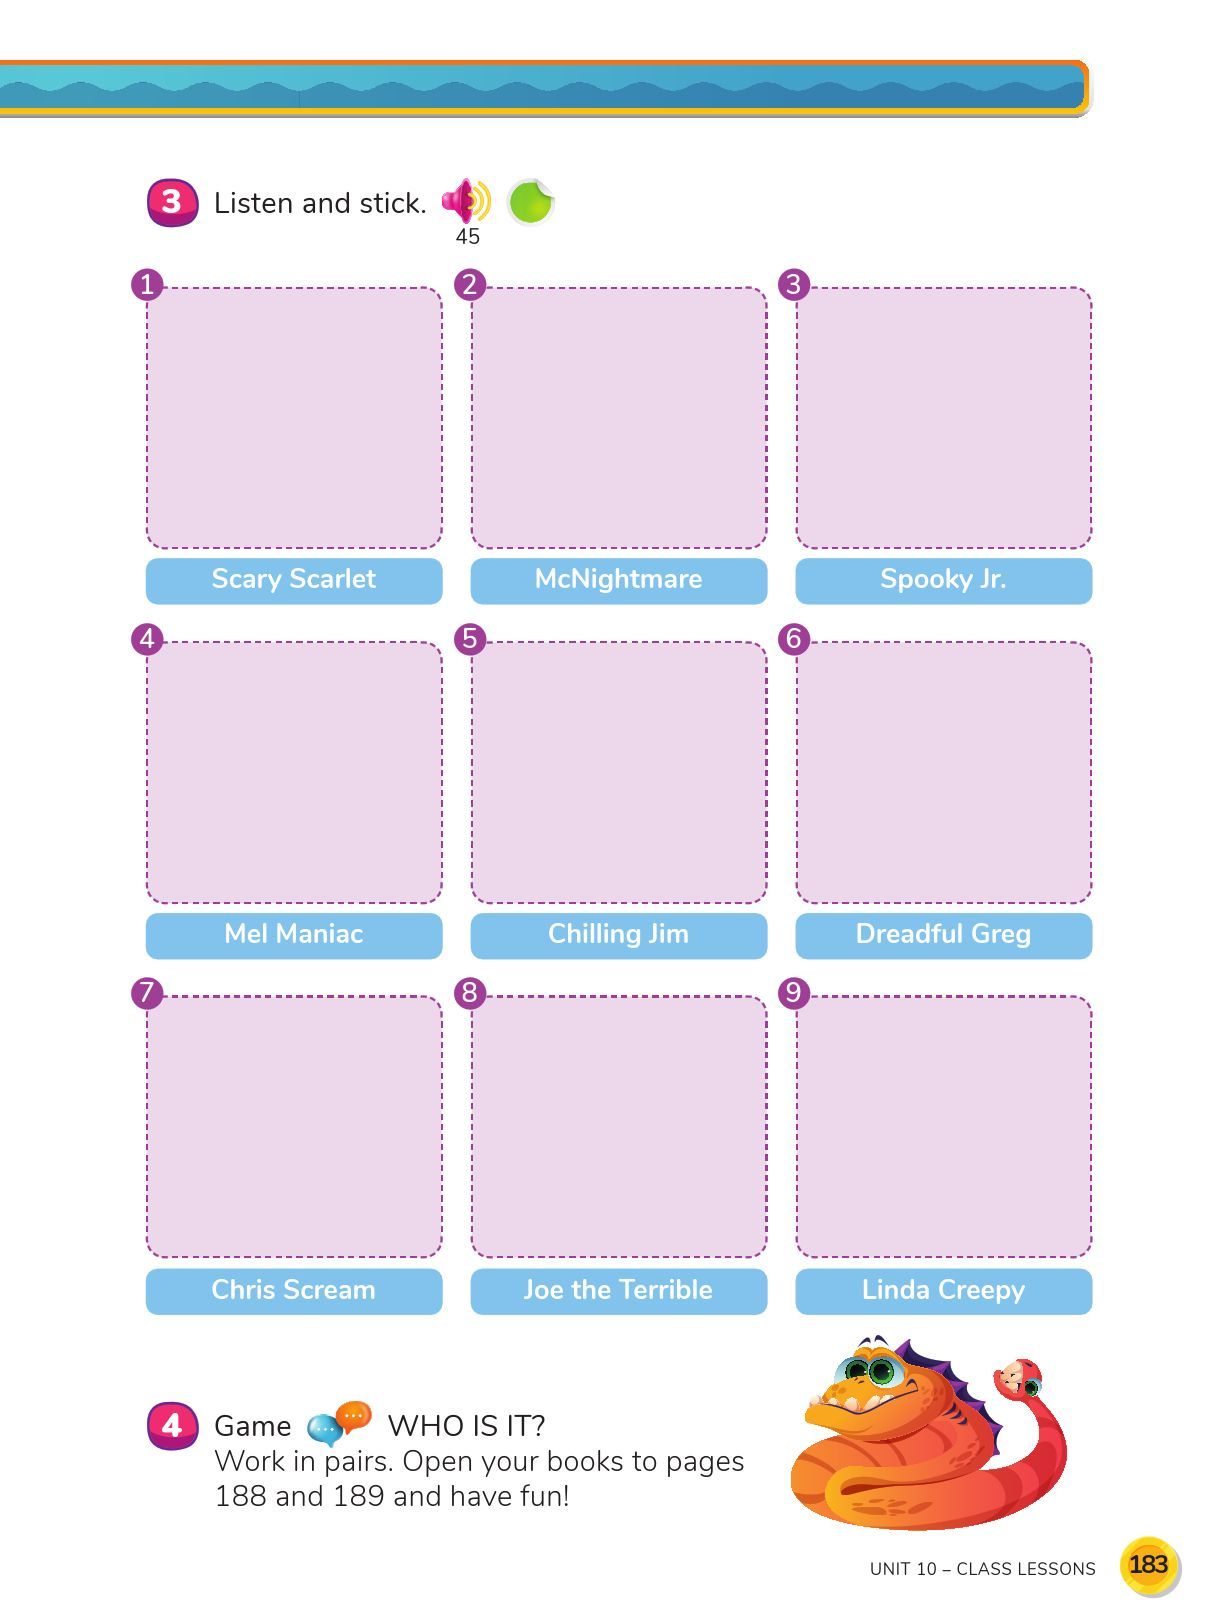 3 Listen and stick.
45
1 2 3
Scary Scarlet McNightmare Spooky Jr.
4 5 6
Mel Maniac Chilling Jim Dreadful Greg
7 8 9
Chris Scream Joe the Terrible Linda Creepy
4 Game WHO IS IT?
Work in pairs. Open your books to pages
188 and 189 and have fun!
UNIT 10 – CLASS LESSONS 183